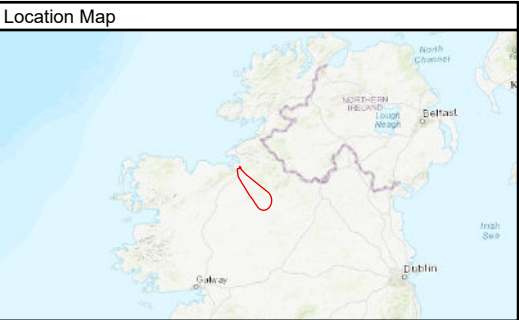 Location Map
North
Channel
NORTHERN
IRELAND
Lough
Neagh
Belfast
Irish
Sea
Dublin
Galway